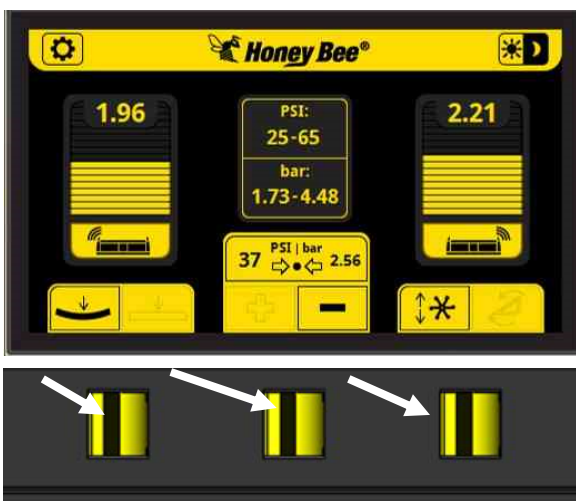 Honey Bee®
1.96
PSI:
25-65
bar:
1.73-4.48
2.21
PSI | bar
37
2.56